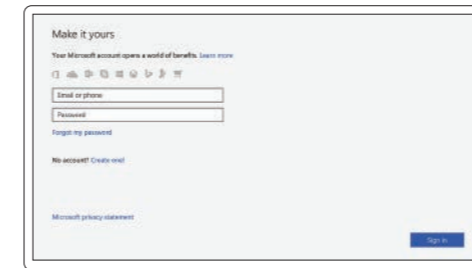 Make it yours
Your Microsoft account opens a world of benefits. Learn more
Email or phone
Password
Forgot my password
No account? Create one!
Microsoft privacy statement
Sign in